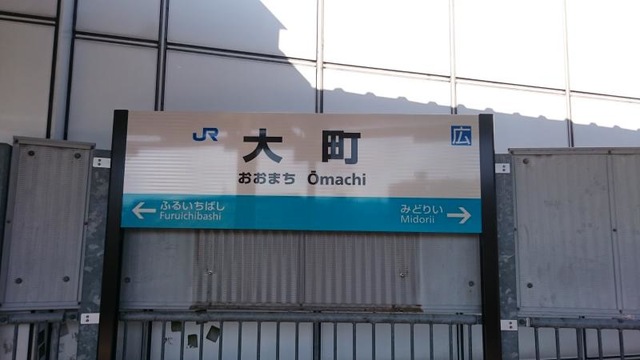 JR 大町 広
おおまち Ōmachi
← ふるいちばし みどりい →
Furuichibashi Midorii